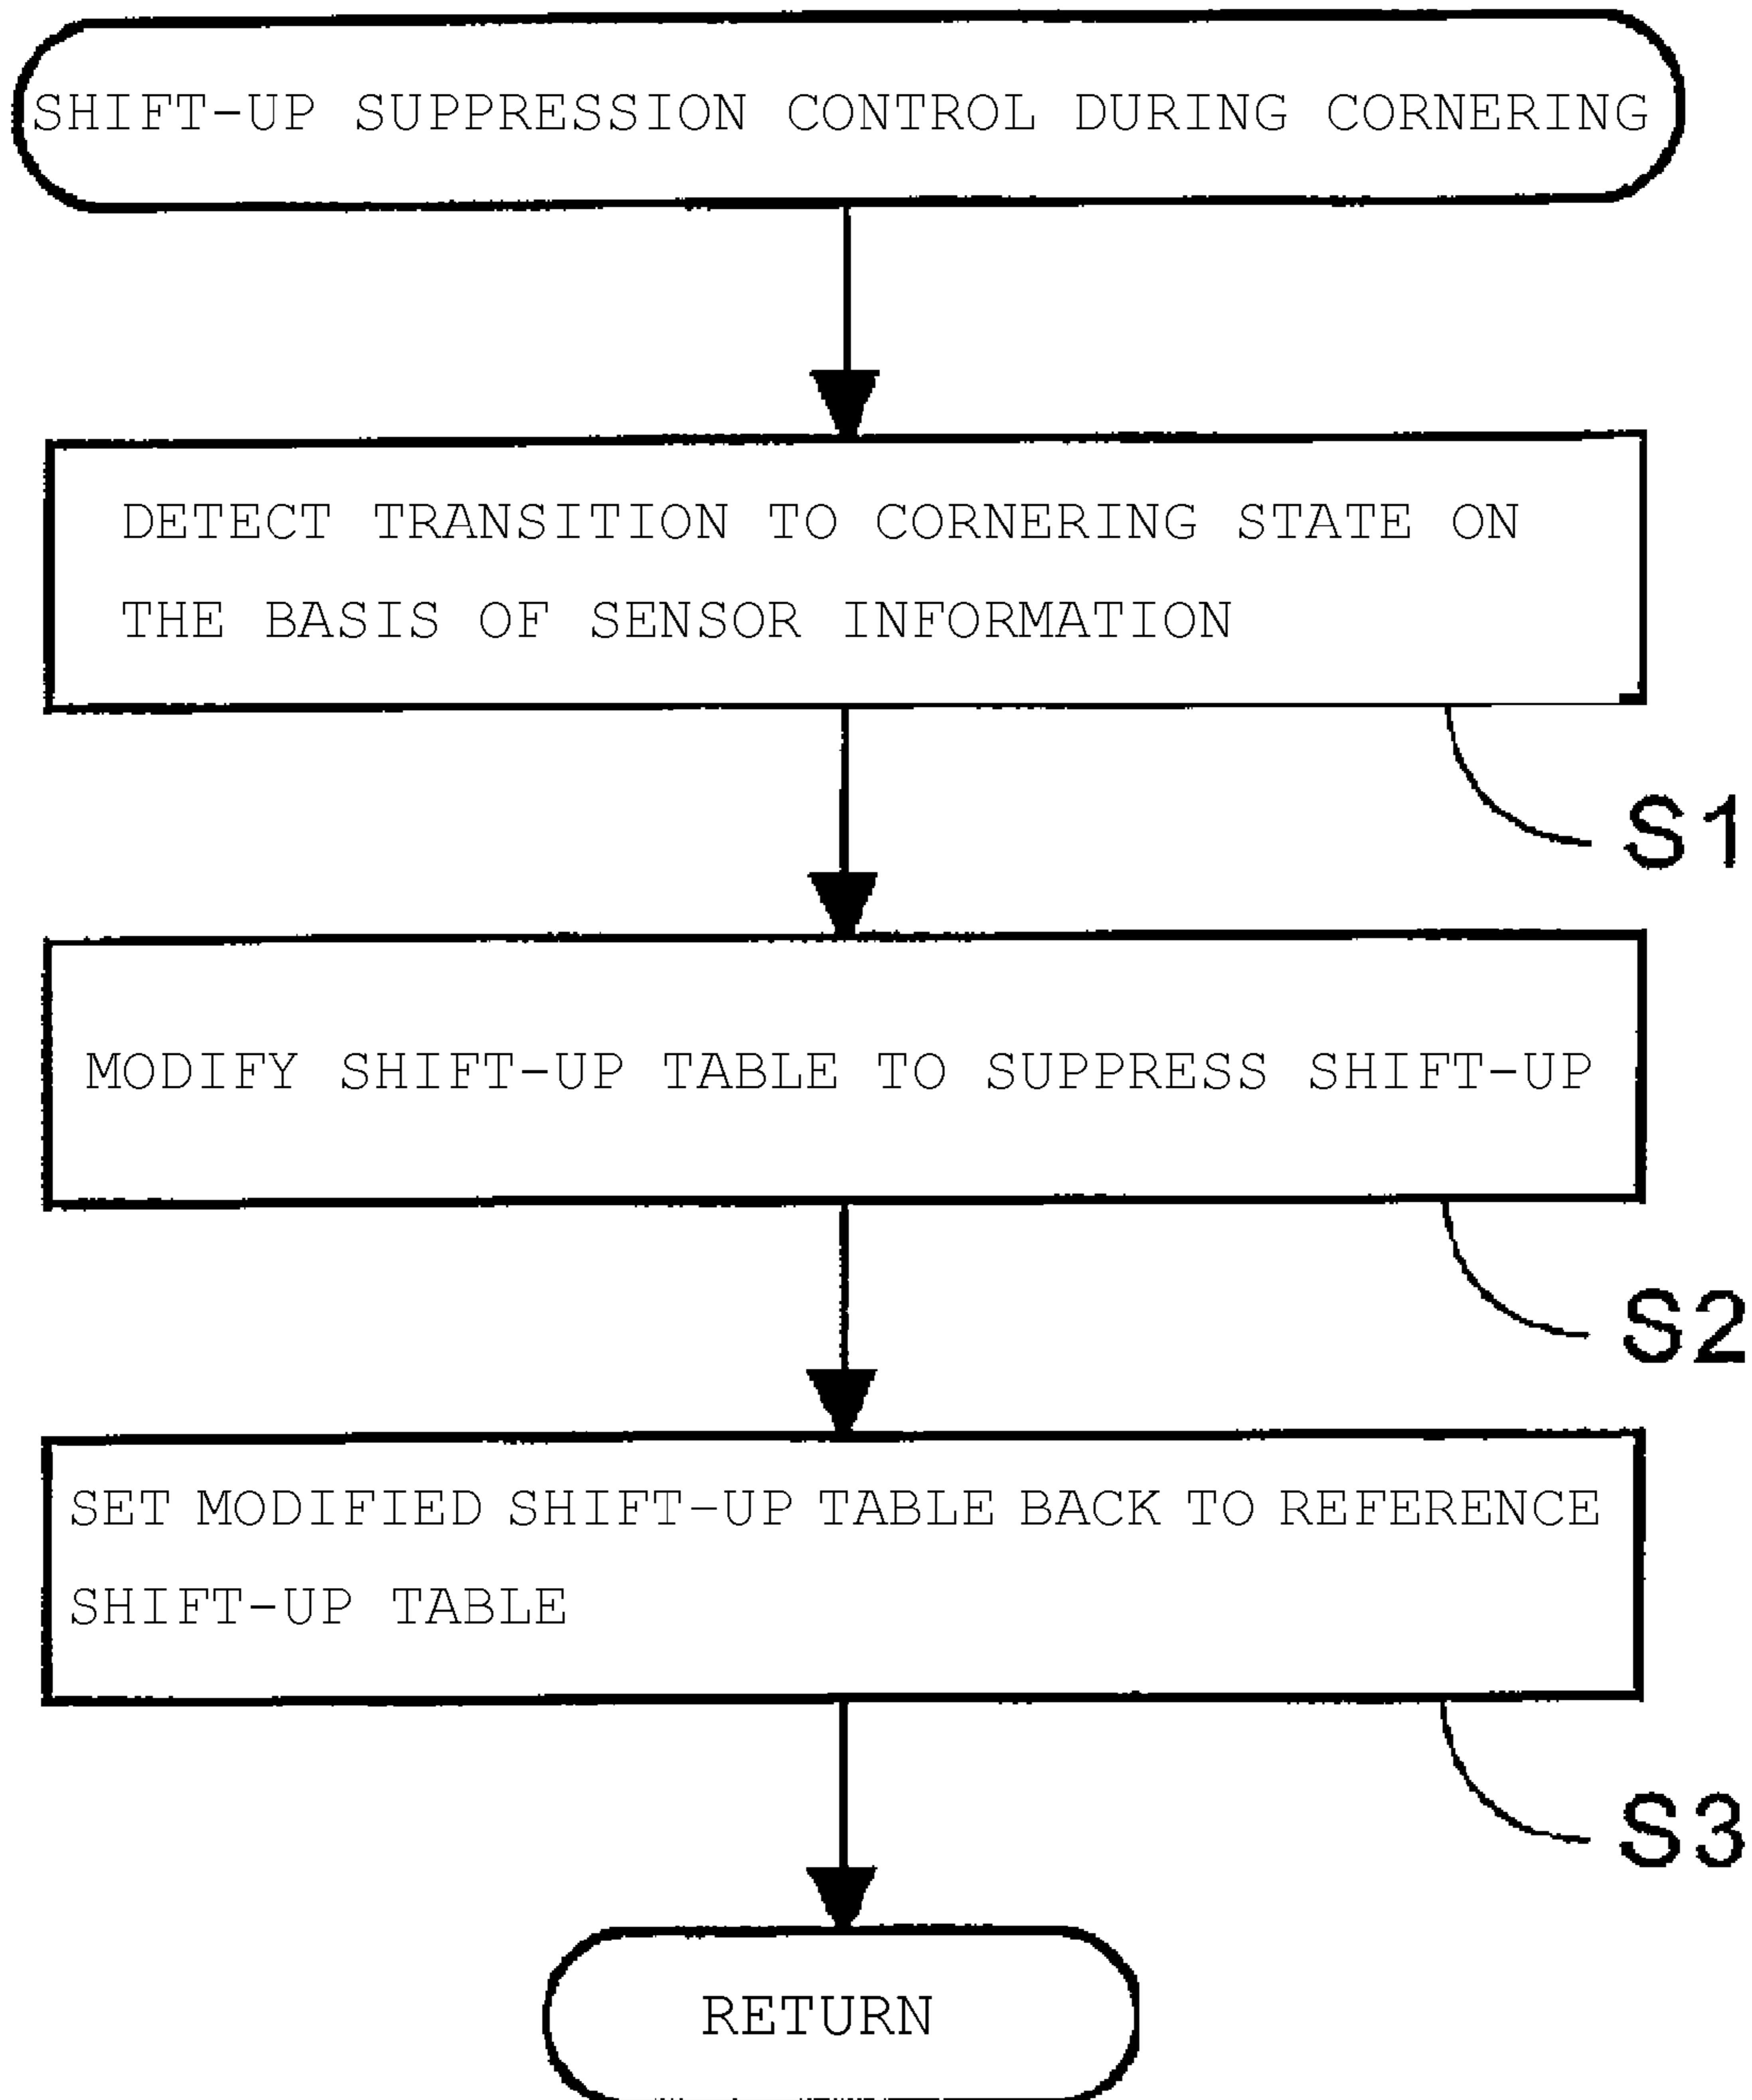 SHIFT-UP SUPPRESSION CONTROL DURING CORNERING
DETECT TRANSITION TO CORNERING STATE ON
THE BASIS OF SENSOR INFORMATION
S1
MODIFY SHIFT-UP TABLE TO SUPPRESS SHIFT-UP
S2
SET MODIFIED SHIFT-UP TABLE BACK TO REFERENCE
SHIFT-UP TABLE
S3
RETURN